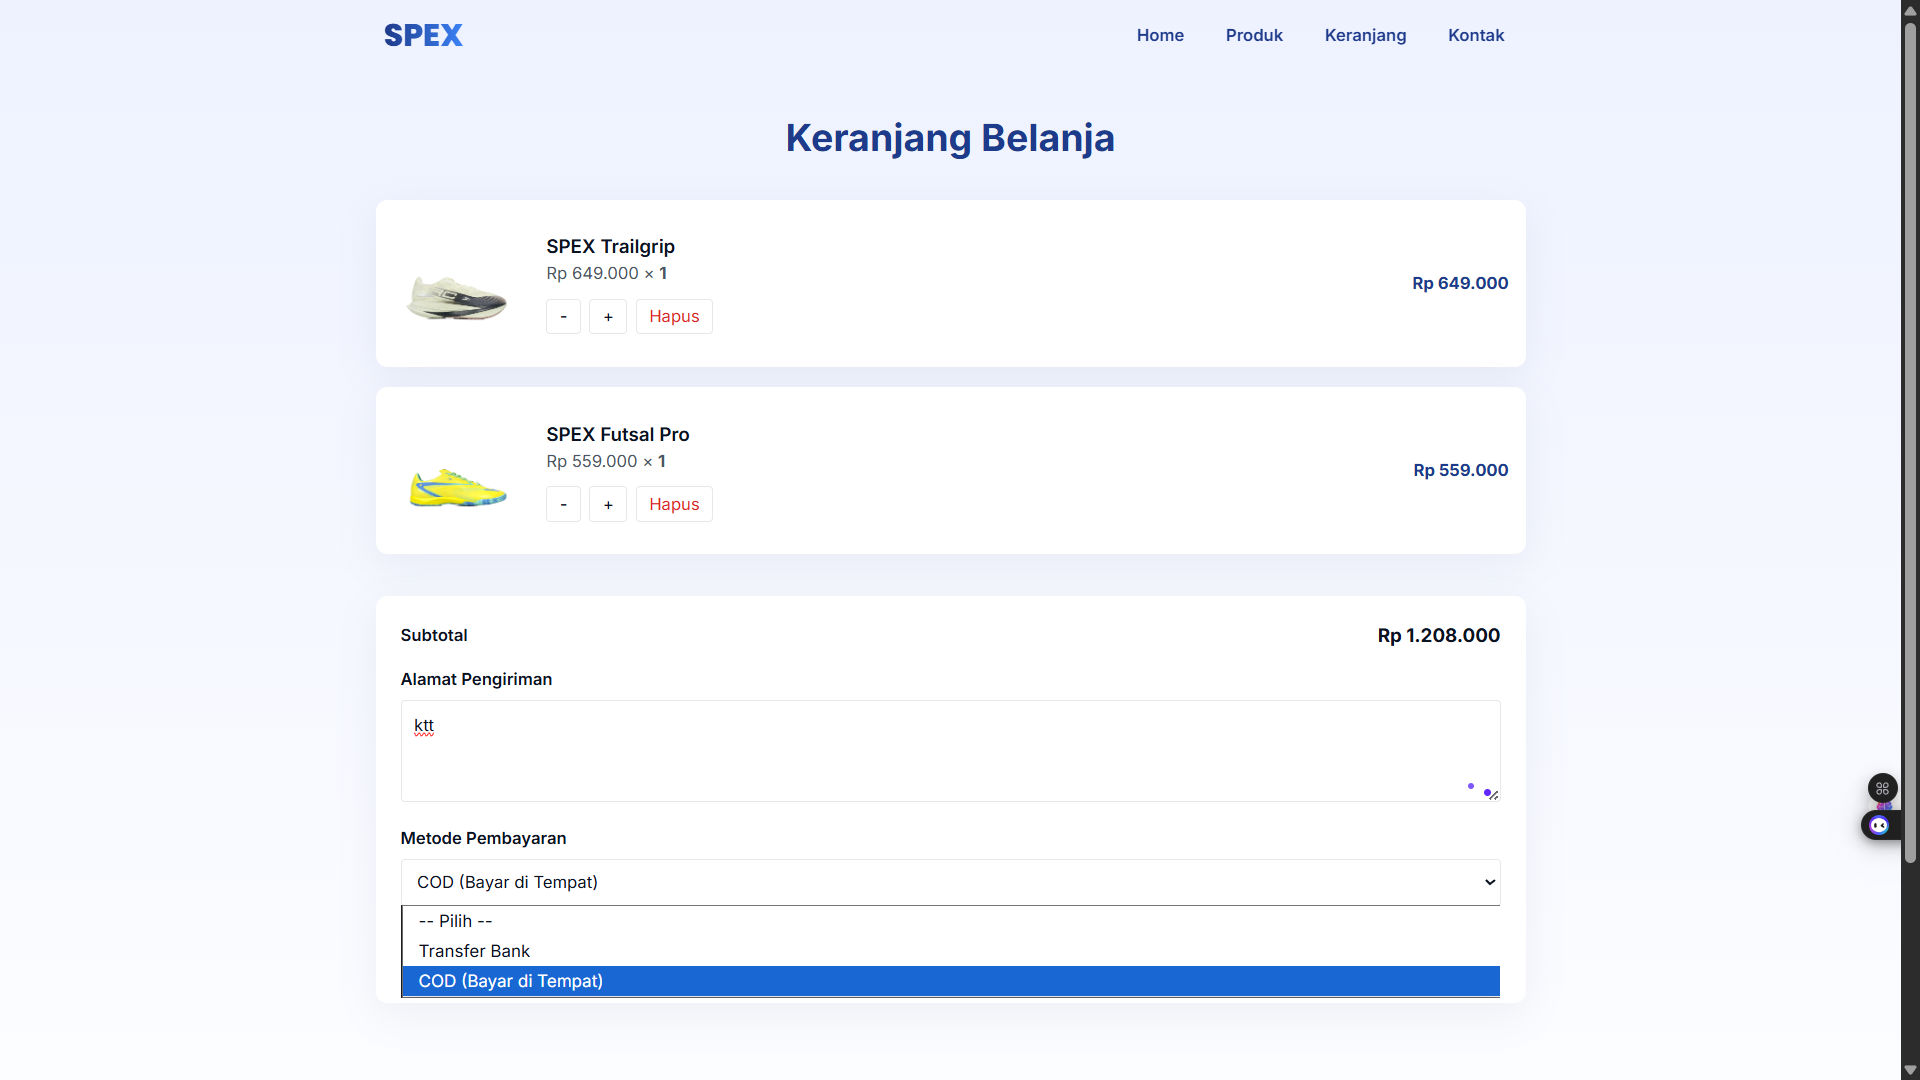 SPEX
Home Produk Keranjang Kontak
Keranjang Belanja
SPEX Trailgrip
Rp 649.000 × 1
- + Hapus
Rp 649.000
SPEX Futsal Pro
Rp 559.000 × 1
- + Hapus
Rp 559.000
Subtotal Rp 1.208.000
Alamat Pengiriman
ktt
Metode Pembayaran
COD (Bayar di Tempat)
-- Pilih --
Transfer Bank
COD (Bayar di Tempat)